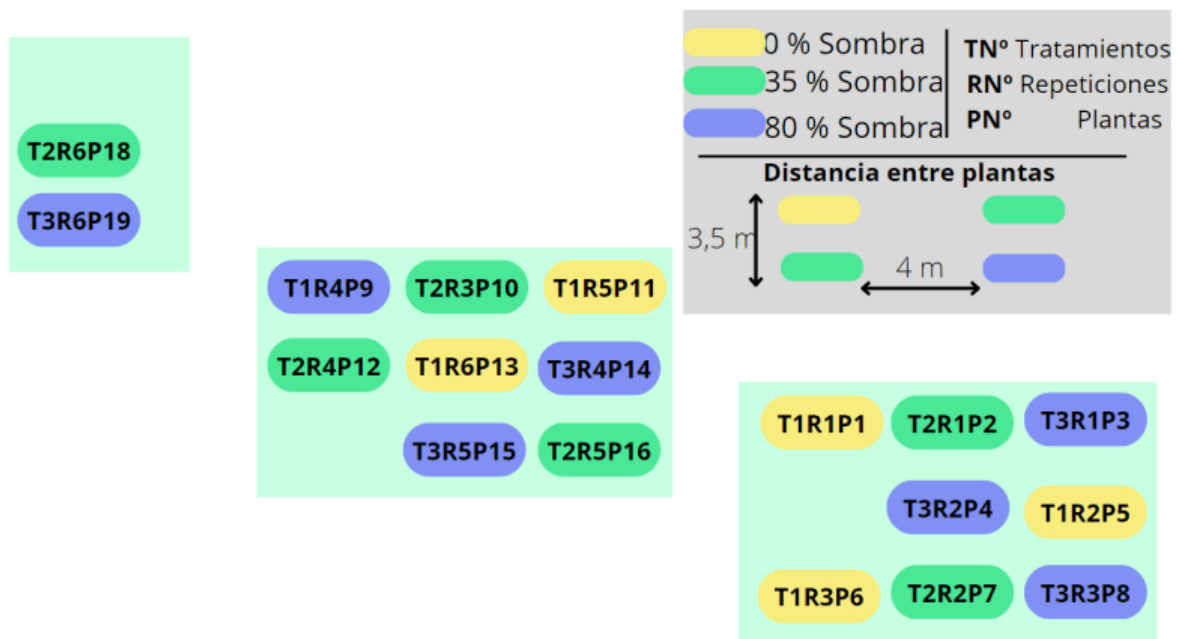 0 % Sombra
35 % Sombra
80 % Sombra
TNº Tratamientos
RNº Repeticiones
PNº Plantas
Distancia entre plantas
3,5 m
4 m
T2R6P18
T3R6P19
T1R4P9 T2R3P10 T1R5P11
T2R4P12 T1R6P13 T3R4P14
T3R5P15 T2R5P16
T1R1P1 T2R1P2 T3R1P3
T3R2P4 T1R2P5
T1R3P6 T2R2P7 T3R3P8